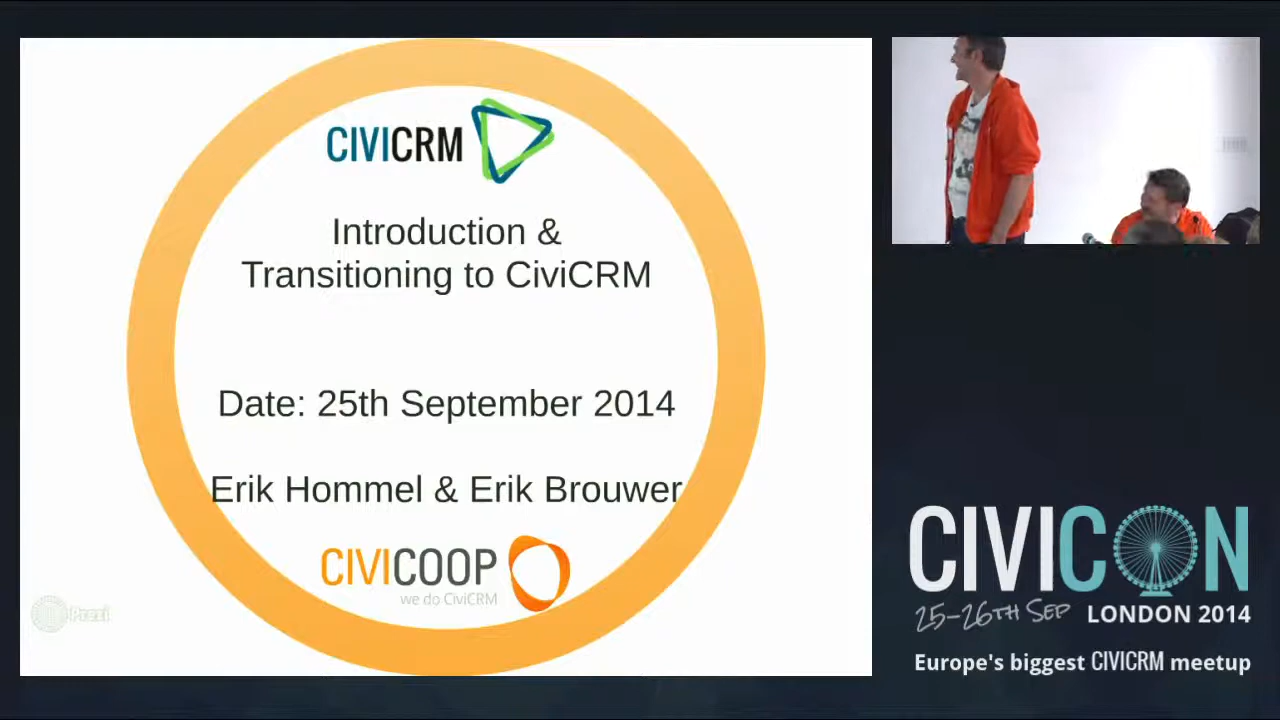 CIVICRM
Introduction &
Transitioning to CiviCRM
Date: 25th September 2014
Erik Hommel & Erik Brouwer
CIVICOOP
we do CiviCRM
Prezi
CIVICON
25-26TH SEP LONDON 2014
Europe's biggest CIVICRM meetup